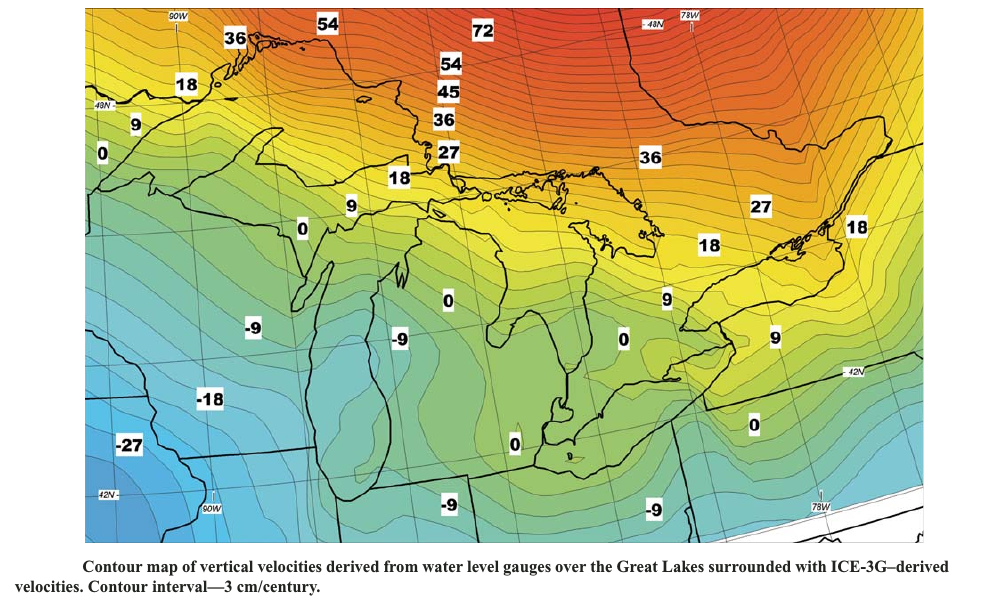 90W
54
72
78W
48N
36
54
18
45
48N
9
36
0
27
36
18
9
27
0
18
18
0
9
-9
-9
0
9
42N
-18
0
-27
0
42N
90W
-9
-9
78W
Contour map of vertical velocities derived from water level gauges over the Great Lakes surrounded with ICE-3G–derived
velocities. Contour interval—3 cm/century.